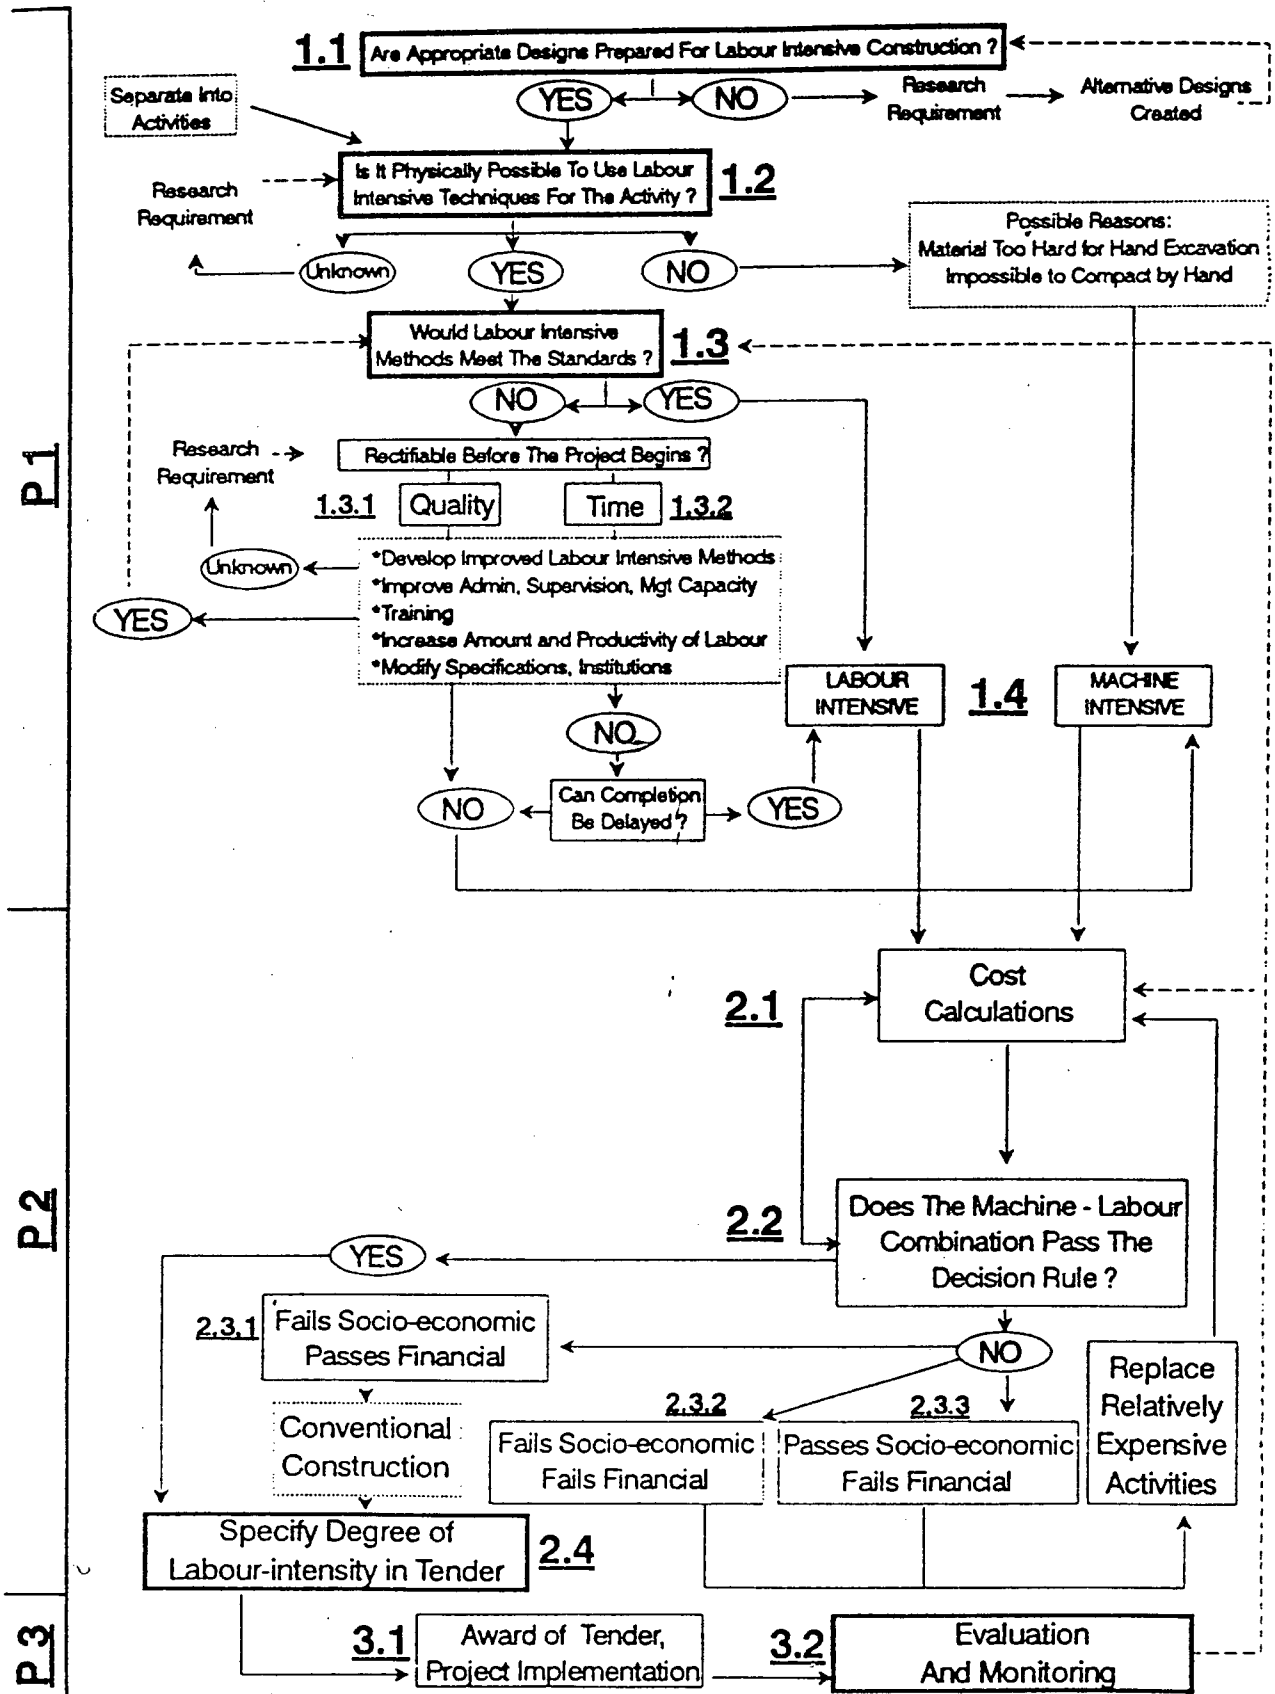 1.1
Are Appropriate Designs Prepared For Labour Intensive Construction ?
YES
NO
Research
Requirement
Alternative Designs
Created
Separate Into
Activities
Is It Physically Possible To Use Labour
Intensive Techniques For The Activity ?
1.2
Research
Requirement
Unknown
YES
NO
Possible Reasons:
Material Too Hard for Hand Excavation
Impossible to Compact by Hand
Would Labour Intensive
Methods Meet The Standards ?
1.3
NO
YES
P 1
Research
Requirement
Rectifiable Before The Project Begins ?
1.3.1
Quality
Time
1.3.2
Unknown
YES
*Develop Improved Labour Intensive Methods
*Improve Admin, Supervision, Mgt Capacity
*Training
*Increase Amount and Productivity of Labour
*Modify Specifications, Institutions
LABOUR
INTENSIVE
1.4
MACHINE
INTENSIVE
NO
NO
Can Completion
Be Delayed ?
YES
P 2
2.1
Cost
Calculations
2.2
Does The Machine - Labour
Combination Pass The
Decision Rule ?
YES
NO
2.3.1
Fails Socio-economic
Passes Financial
Conventional
Construction
2.3.2
Fails Socio-economic
Fails Financial
2.3.3
Passes Socio-economic
Fails Financial
Replace
Relatively
Expensive
Activities
Specify Degree of
Labour-intensity in Tender
2.4
P 3
3.1
Award of Tender,
Project Implementation
3.2
Evaluation
And Monitoring